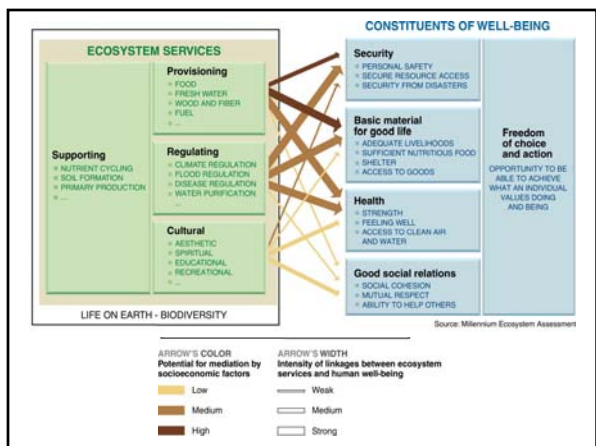 CONSTITUENTS OF WELL-BEING
ECOSYSTEM SERVICES
Supporting
NUTRIENT CYCLING
SOIL FORMATION
PRIMARY PRODUCTION
...
Provisioning
FOOD
FRESH WATER
WOOD AND FIBER
FUEL
...
Regulating
CLIMATE REGULATION
FLOOD REGULATION
DISEASE REGULATION
WATER PURIFICATION
...
Cultural
AESTHETIC
SPIRITUAL
EDUCATIONAL
RECREATIONAL
...
LIFE ON EARTH - BIODIVERSITY
Security
PERSONAL SAFETY
SECURE RESOURCE ACCESS
SECURITY FROM DISASTERS
Basic material
for good life
ADEQUATE LIVELIHOODS
SUFFICIENT NUTRITIOUS FOOD
SHELTER
ACCESS TO GOODS
Health
STRENGTH
FEELING WELL
ACCESS TO CLEAN AIR
AND WATER
Good social relations
SOCIAL COHESION
MUTUAL RESPECT
ABILITY TO HELP OTHERS
Freedom
of choice
and action
OPPORTUNITY TO BE
ABLE TO ACHIEVE
WHAT AN INDIVIDUAL
VALUES DOING
AND BEING
Source: Millennium Ecosystem Assessment
ARROW'S COLOR
Potential for mediation by
socioeconomic factors
Low
Medium
High
ARROW'S WIDTH
Intensity of linkages between ecosystem
services and human well-being
Weak
Medium
Strong